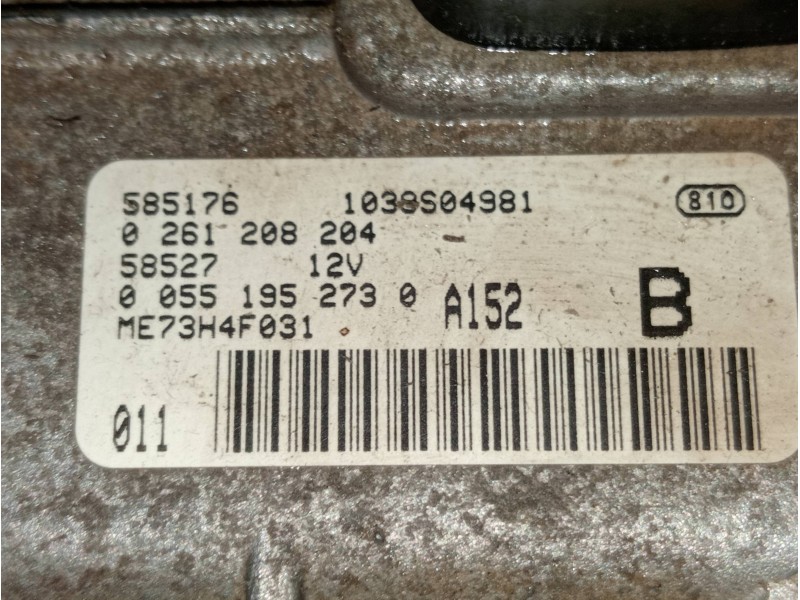 585176 1038S04981 810
0 261 208 204
58527 12V
0 055 195 273 0 A152 B
ME73H4F031
011